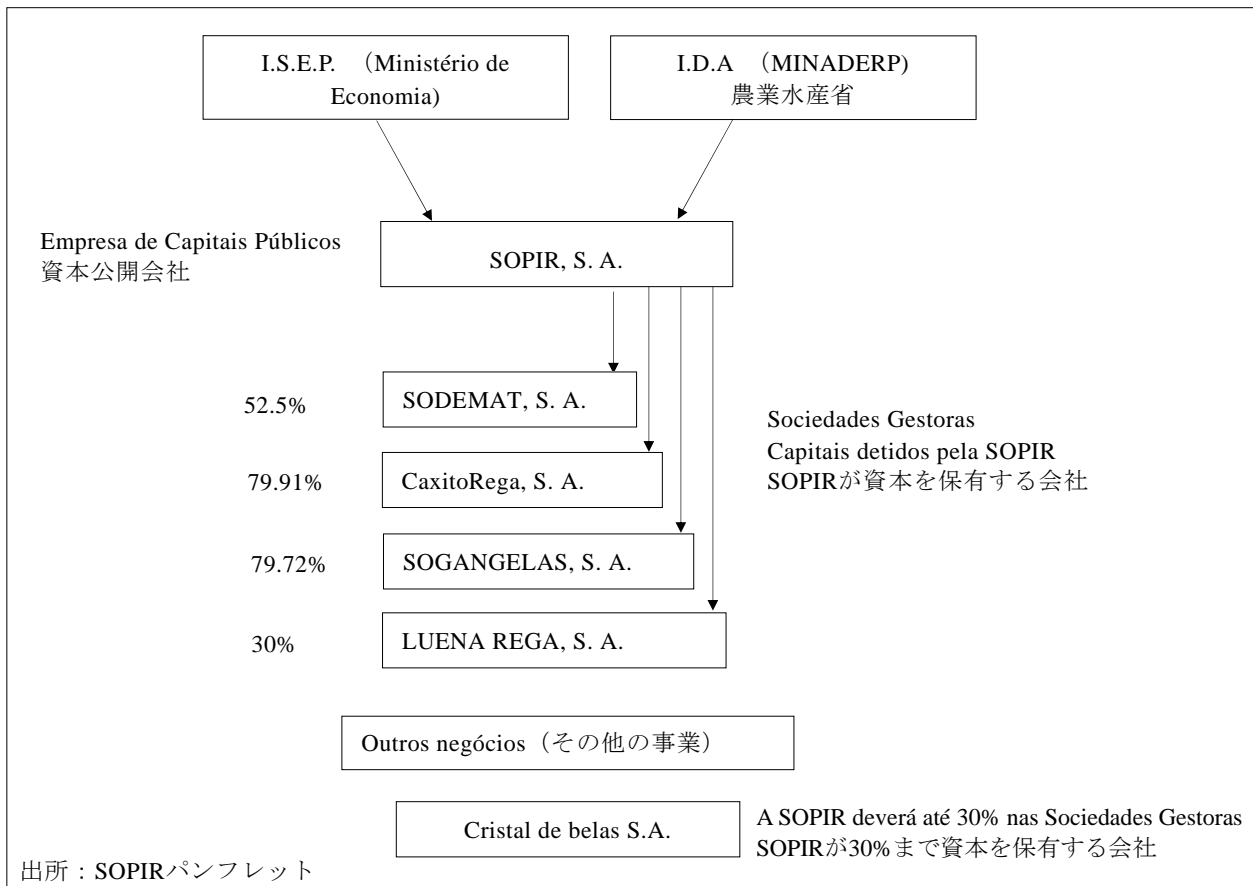 I.S.E.P. （Ministério de
Economia)
I.D.A （MINADERP)
農業水産省
Empresa de Capitais Públicos
資本公開会社
SOPIR, S. A.
52.5%
SODEMAT, S. A.
79.91%
CaxitoRega, S. A.
79.72%
SOGANGELAS, S. A.
30%
LUENA REGA, S. A.
Sociedades Gestoras
Capitais detidos pela SOPIR
SOPIRが資本を保有する会社
Outros negócios（その他の事業）
Cristal de belas S.A.
A SOPIR deverá até 30% nas Sociedades Gestoras
SOPIRが30%まで資本を保有する会社
出所：SOPIRパンフレット